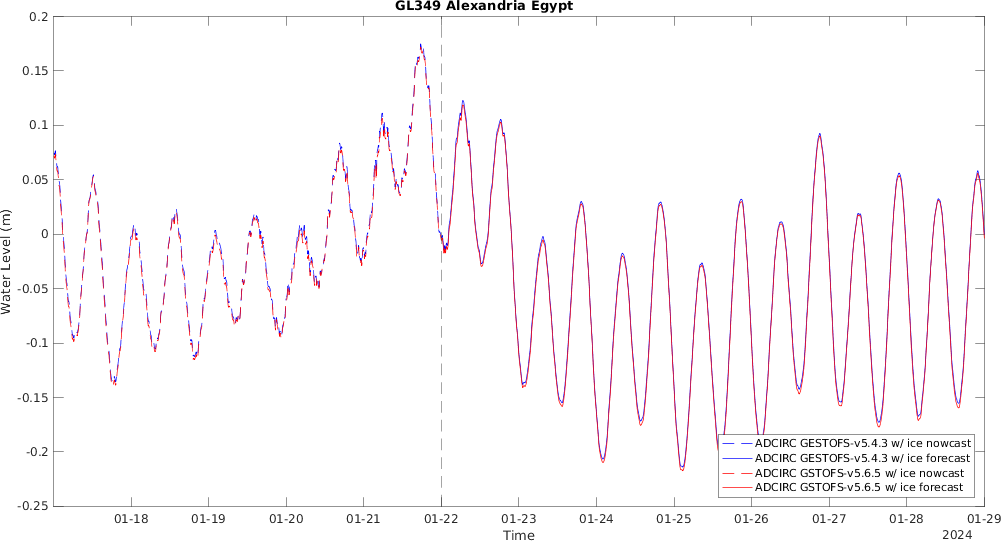 GL349 Alexandria Egypt
0.2
0.15
0.1
0.05
0
-0.05
-0.1
-0.15
-0.2
-0.25
Water Level (m)
ADCIRC GESTOFS-v5.4.3 w/ ice nowcast
ADCIRC GESTOFS-v5.4.3 w/ ice forecast
ADCIRC GSTOFS-v5.6.5 w/ ice nowcast
ADCIRC GSTOFS-v5.6.5 w/ ice forecast
01-18 01-19 01-20 01-21 01-22 01-23 01-24 01-25 01-26 01-27 01-28 01-29
Time
2024